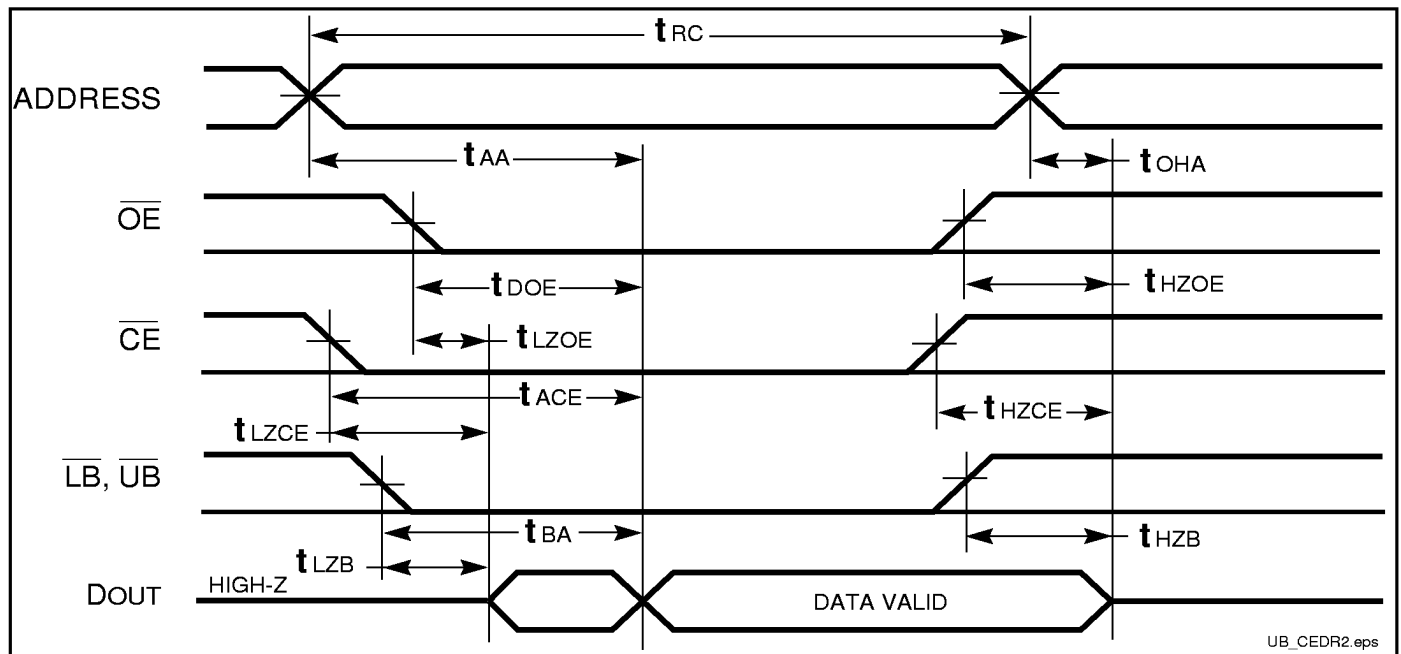 tRC
ADDRESS
tAA
tOHA
OE
tDOE
tHZOE
CE
tLZOE
tACE
tHZCE
tLZCE
LB, UB
tBA
tHZB
tLZB
DOUT
HIGH-Z
DATA VALID
UB_CEDR2.eps